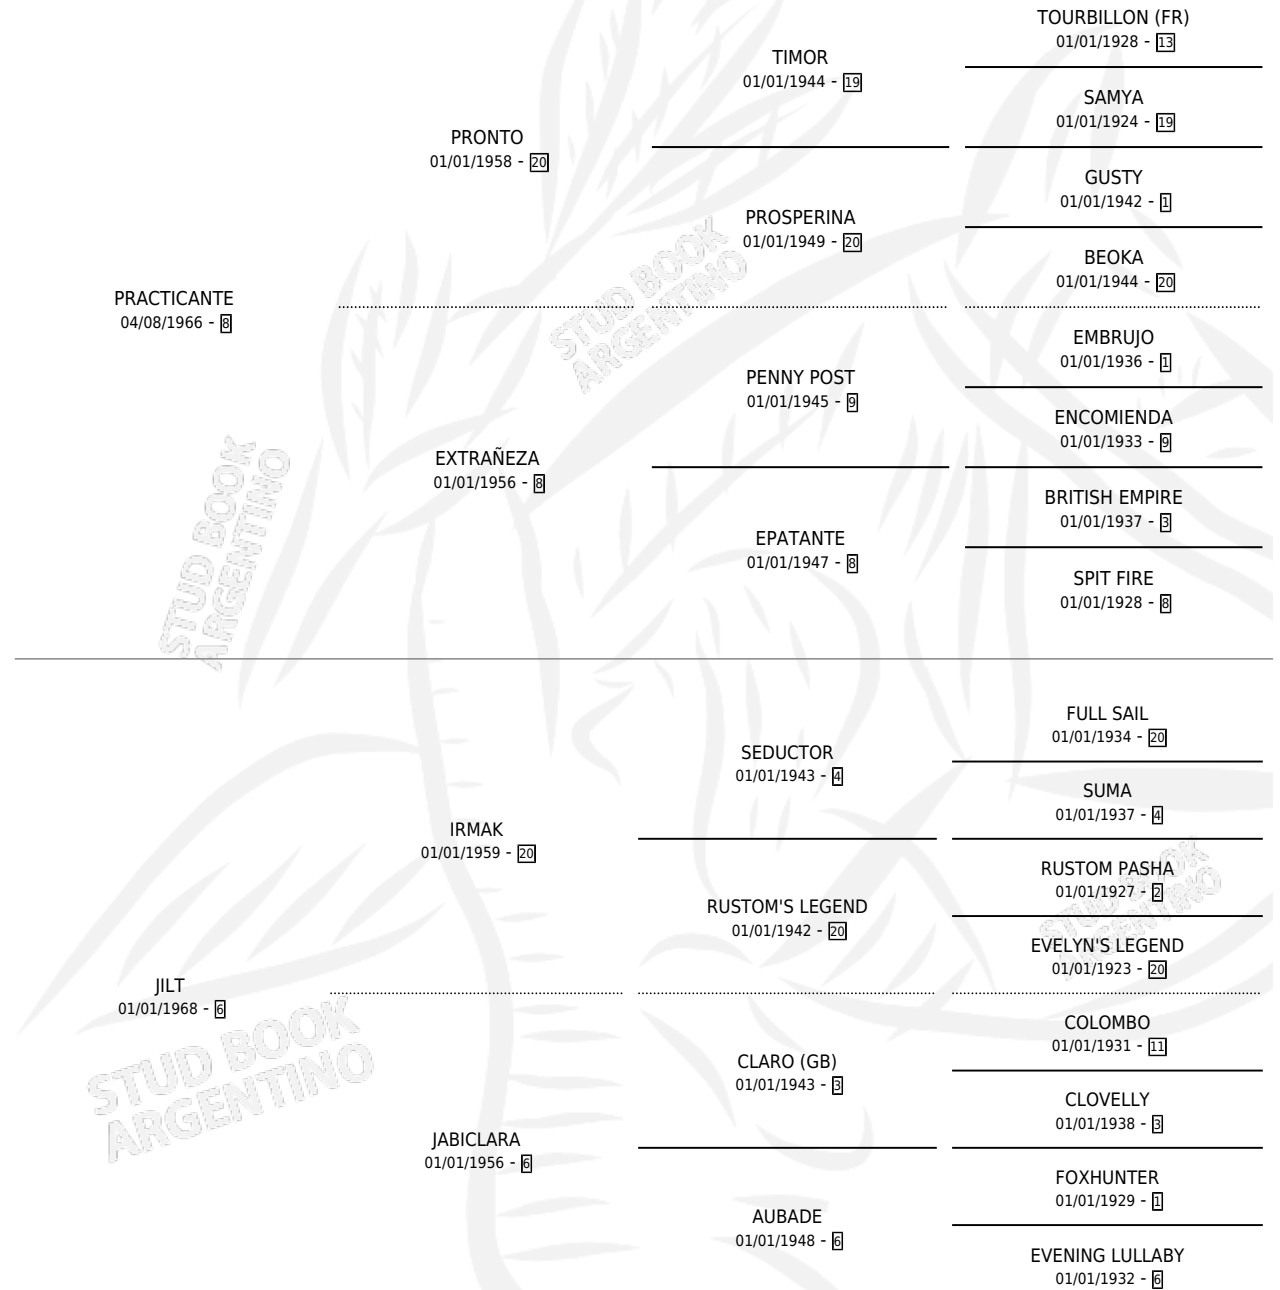 TOURBILLON (FR)
01/01/1928 - 13
TIMOR
01/01/1944 - 19
SAMYA
01/01/1924 - 19
PRONTO
01/01/1958 - 20
GUSTY
01/01/1942 - 1
PROSPERINA
01/01/1949 - 20
BEOKA
01/01/1944 - 20
PRACTICANTE
04/08/1966 - 8
EMBRUJO
01/01/1936 - 1
PENNY POST
01/01/1945 - 9
ENCOMIENDA
01/01/1933 - 9
EXTRAÑEZA
01/01/1956 - 8
BRITISH EMPIRE
01/01/1937 - 3
EPATANTE
01/01/1947 - 8
SPIT FIRE
01/01/1928 - 8
STUD BOOK
ARGENTINO
STUD BOOK
ARGENTINO
FULL SAIL
01/01/1934 - 20
SEDUCTOR
01/01/1943 - 4
SUMA
01/01/1937 - 4
IRMAK
01/01/1959 - 20
RUSTOM PASHA
01/01/1927 - 2
RUSTOM'S LEGEND
01/01/1942 - 20
EVELYN'S LEGEND
01/01/1923 - 20
JILT
01/01/1968 - 6
COLOMBO
01/01/1931 - 11
CLARO (GB)
01/01/1943 - 3
CLOVELLY
01/01/1938 - 3
JABICLARA
01/01/1956 - 6
FOXHUNTER
01/01/1929 - 1
AUBADE
01/01/1948 - 6
EVENING LULLABY
01/01/1932 - 6
STUD BOOK
ARGENTINO
STUD BOOK
ARGENTINO